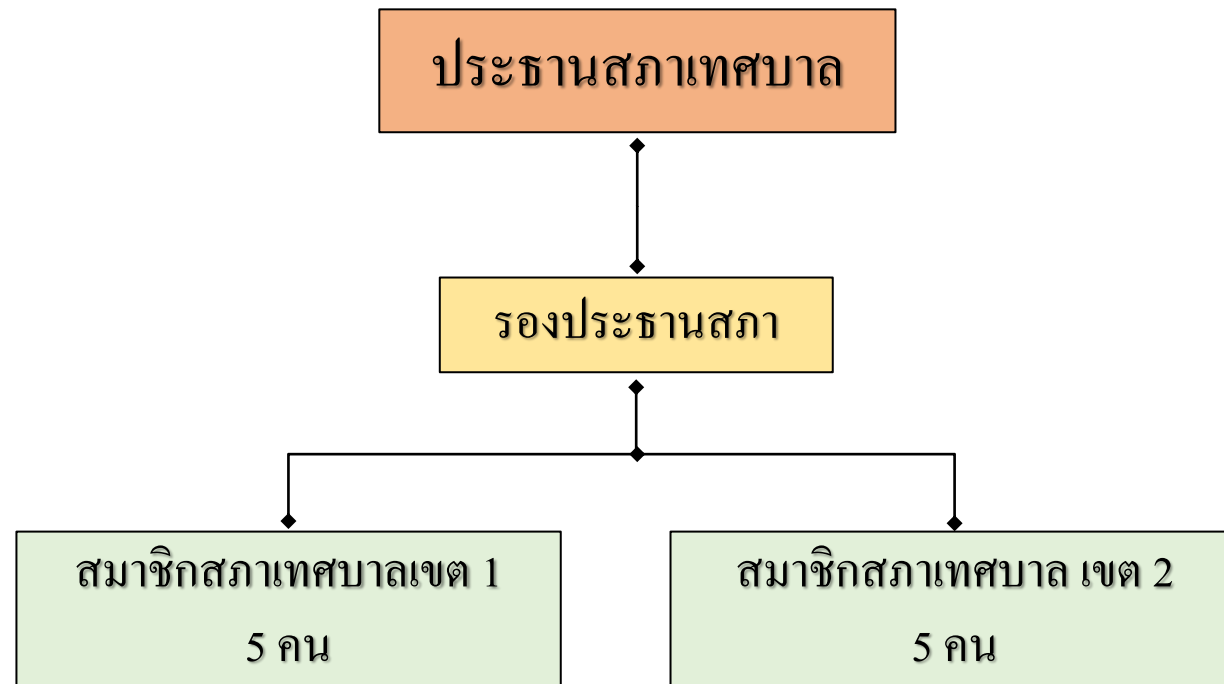 ประธานสภาเทศบาล
รองประธานสภา
สมาชิกสภาเทศบาลเขต 1
5 คน
สมาชิกสภาเทศบาล เขต 2
5 คน